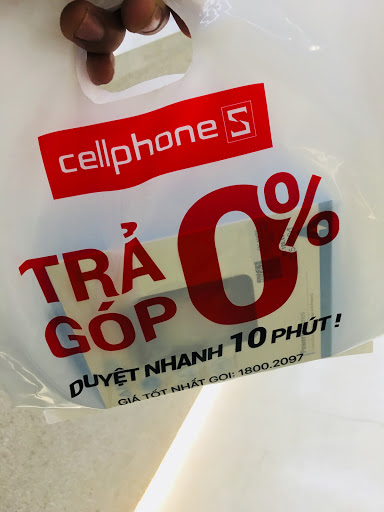 cellphone S
TRẢ
GÓP 0%
DUYỆT NHANH 10 PHÚT!
GIÁ TỐT NHẤT GỌI: 1800.2097